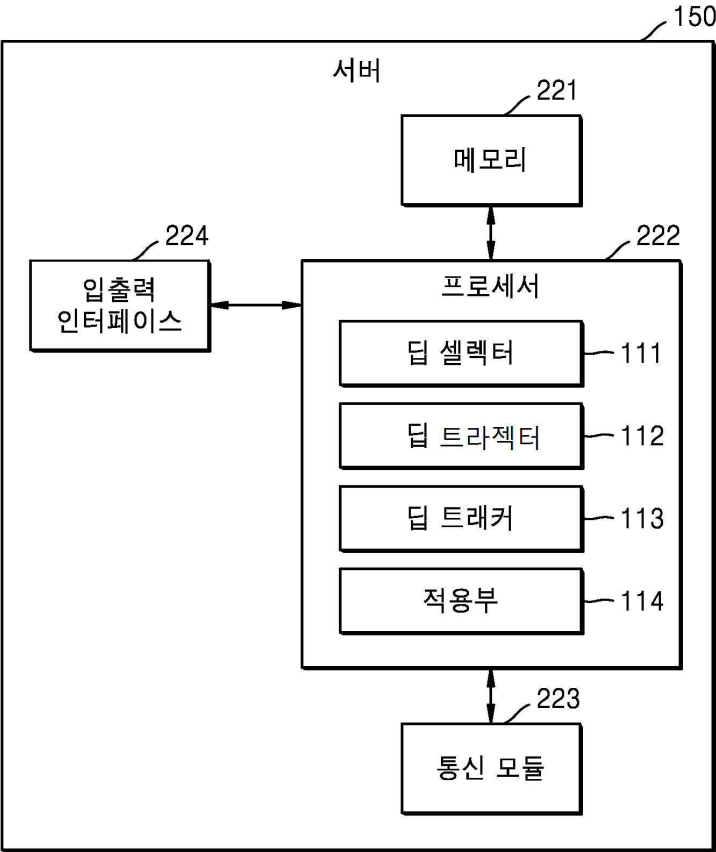 150
서버
221
메모리
224
입출력
인터페이스
222
프로세서
딥 셀렉터
111
딥 트라젝터
112
딥 트래커
113
적용부
114
223
통신 모듈